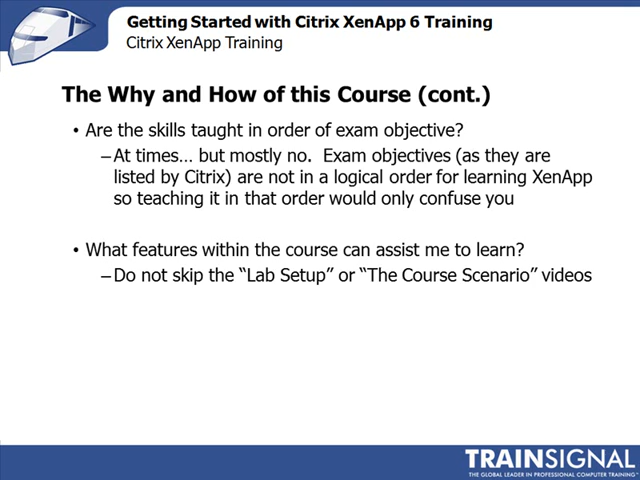 Getting Started with Citrix XenApp 6 Training
Citrix XenApp Training
The Why and How of this Course (cont.)
• Are the skills taught in order of exam objective?
–At times… but mostly no.  Exam objectives (as they are
listed by Citrix) are not in a logical order for learning XenApp
so teaching it in that order would only confuse you
• What features within the course can assist me to learn?
–Do not skip the “Lab Setup” or “The Course Scenario” videos
TRAINSIGNAL
THE GLOBAL LEADER IN PROFESSIONAL COMPUTER TRAINING